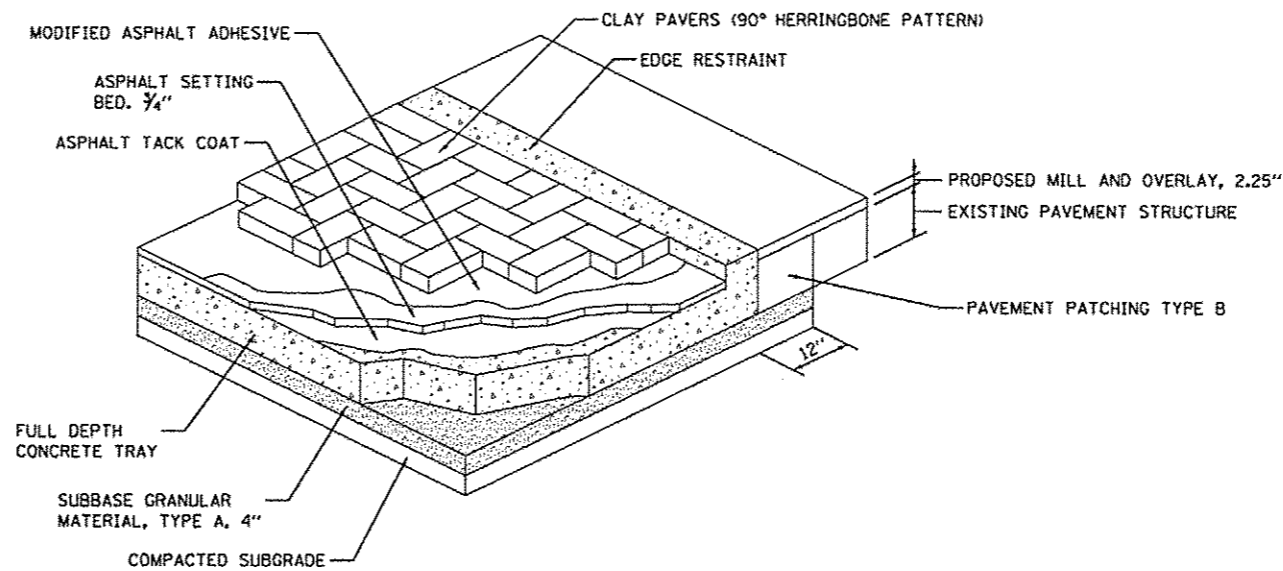 CLAY PAVERS (90° HERRINGBONE PATTERN)
MODIFIED ASPHALT ADHESIVE
EDGE RESTRAINT
ASPHALT SETTING
BED. ¾"
ASPHALT TACK COAT
PROPOSED MILL AND OVERLAY, 2.25"
EXISTING PAVEMENT STRUCTURE
PAVEMENT PATCHING TYPE B
12"
FULL DEPTH
CONCRETE TRAY
SUBBASE GRANULAR
MATERIAL, TYPE A, 4"
COMPACTED SUBGRADE